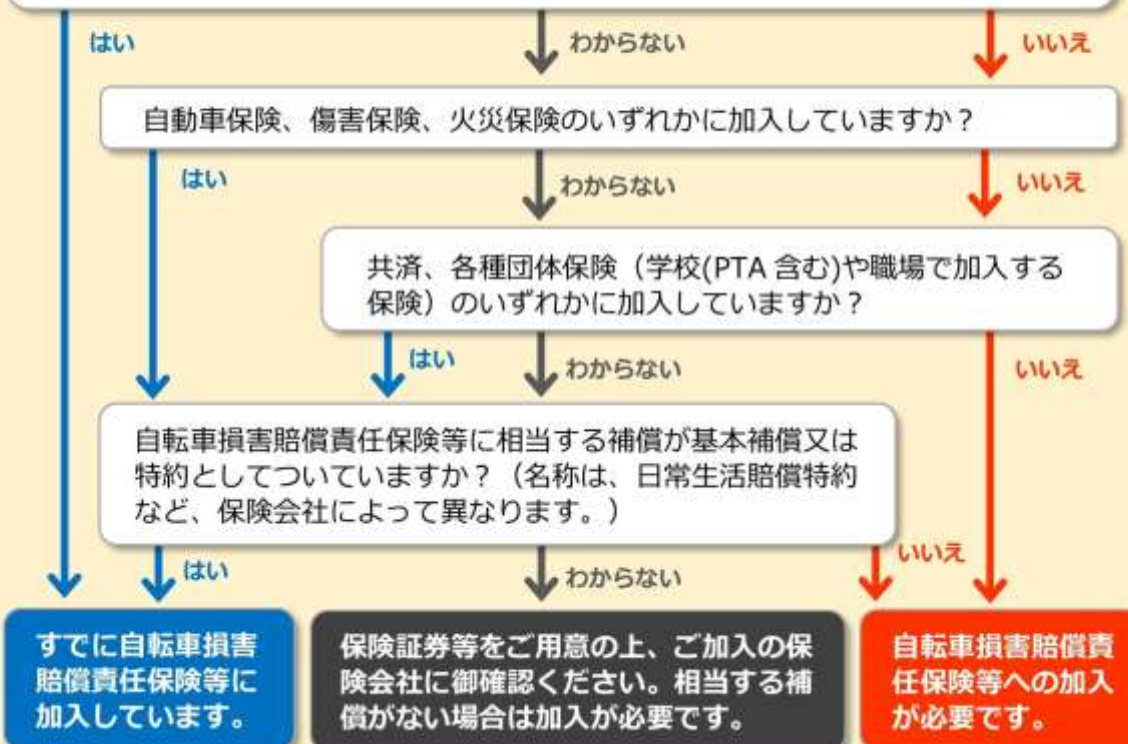 はい
わからない
いいえ
自動車保険、傷害保険、火災保険のいずれかに加入していますか？
はい
わからない
いいえ
共済、各種団体保険（学校(PTA 含む)や職場で加入する
保険）のいずれかに加入していますか？
はい
わからない
いいえ
自転車損害賠償責任保険等に相当する補償が基本補償又は
特約としてついていますか？（名称は、日常生活賠償特約
など、保険会社によって異なります。）
はい
わからない
いいえ
すでに自転車損害
賠償責任保険等に
加入しています。
保険証券等をご用意の上、ご加入の保
険会社に御確認ください。相当する補
償がない場合は加入が必要です。
自転車損害賠償責
任保険等への加入
が必要です。